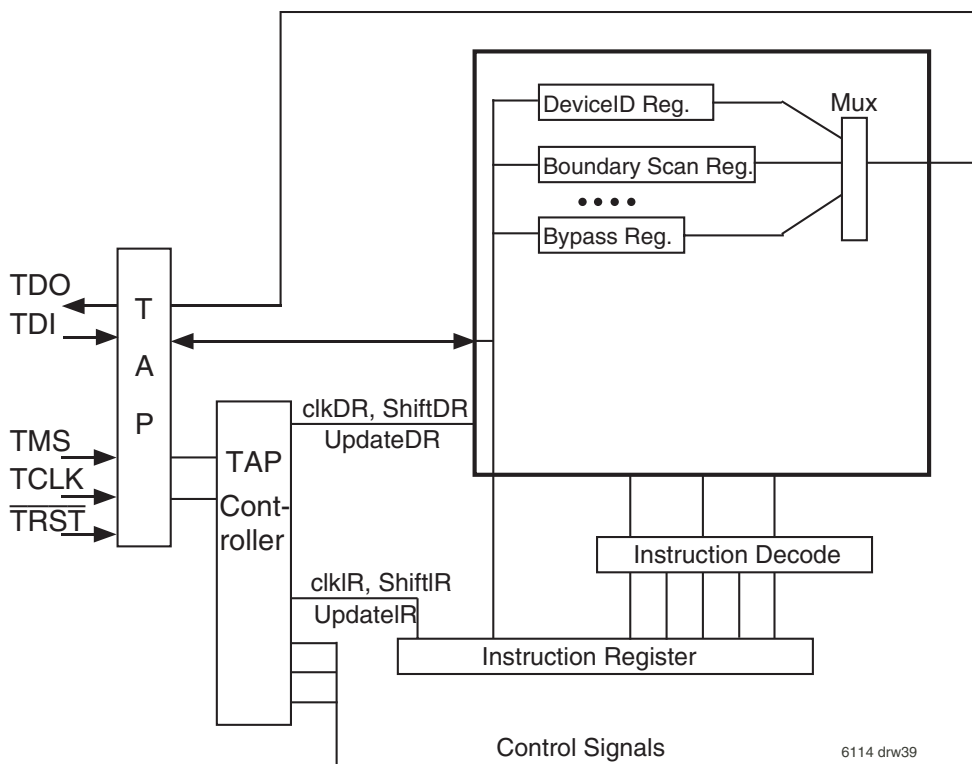 DeviceID Reg.
Mux
Boundary Scan Reg.
Bypass Reg.
TDO
TDI
T
A
P
TMS
TCLK
TRST
clkDR, ShiftDR
UpdateDR
TAP
Cont-
roller
clklR, ShiftIR
UpdateIR
Instruction Decode
Instruction Register
Control Signals
6114 drw39